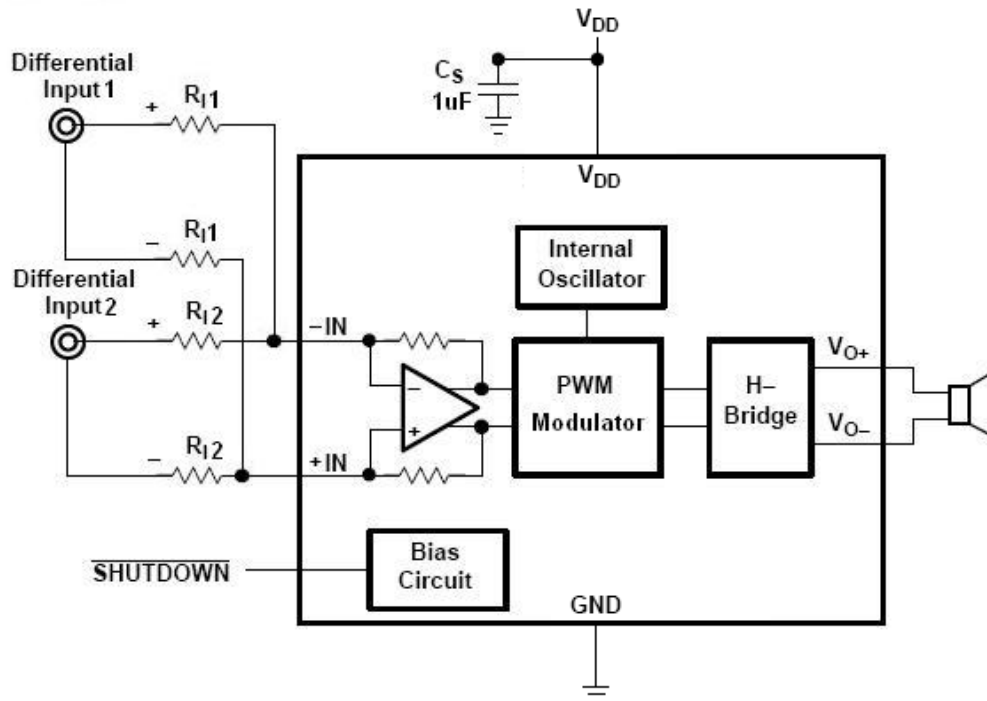 Differential
Input 1
+
R_I1
–
R_I1
Differential
Input 2
+
R_I2
–
R_I2
V_DD
C_S
1uF
V_DD
Internal
Oscillator
–IN
–
+
+IN
PWM
Modulator
H–
Bridge
V_O+
V_O–
S̅H̅U̅T̅D̅O̅W̅N̅
Bias
Circuit
GND